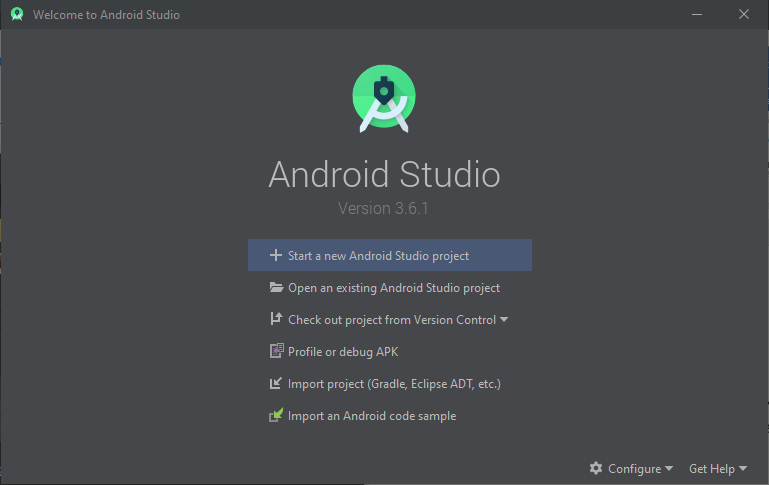 Welcome to Android Studio
Android Studio
Version 3.6.1
Start a new Android Studio project
Open an existing Android Studio project
Check out project from Version Control
Profile or debug APK
Import project (Gradle, Eclipse ADT, etc.)
Import an Android code sample
Configure Get Help